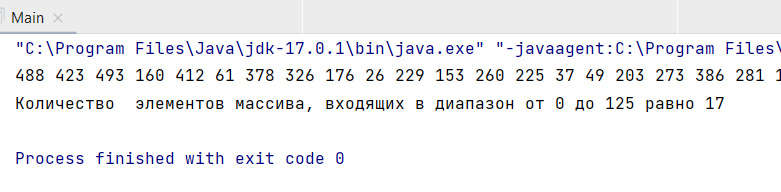 Main
"C:\Program Files\Java\jdk-17.0.1\bin\java.exe" "-javaagent:C:\Program Files\
488 423 493 160 412 61 378 326 176 26 229 153 260 225 37 49 203 273 386 281 1
Количество  элементов массива, входящих в диапазон от 0 до 125 равно 17
Process finished with exit code 0